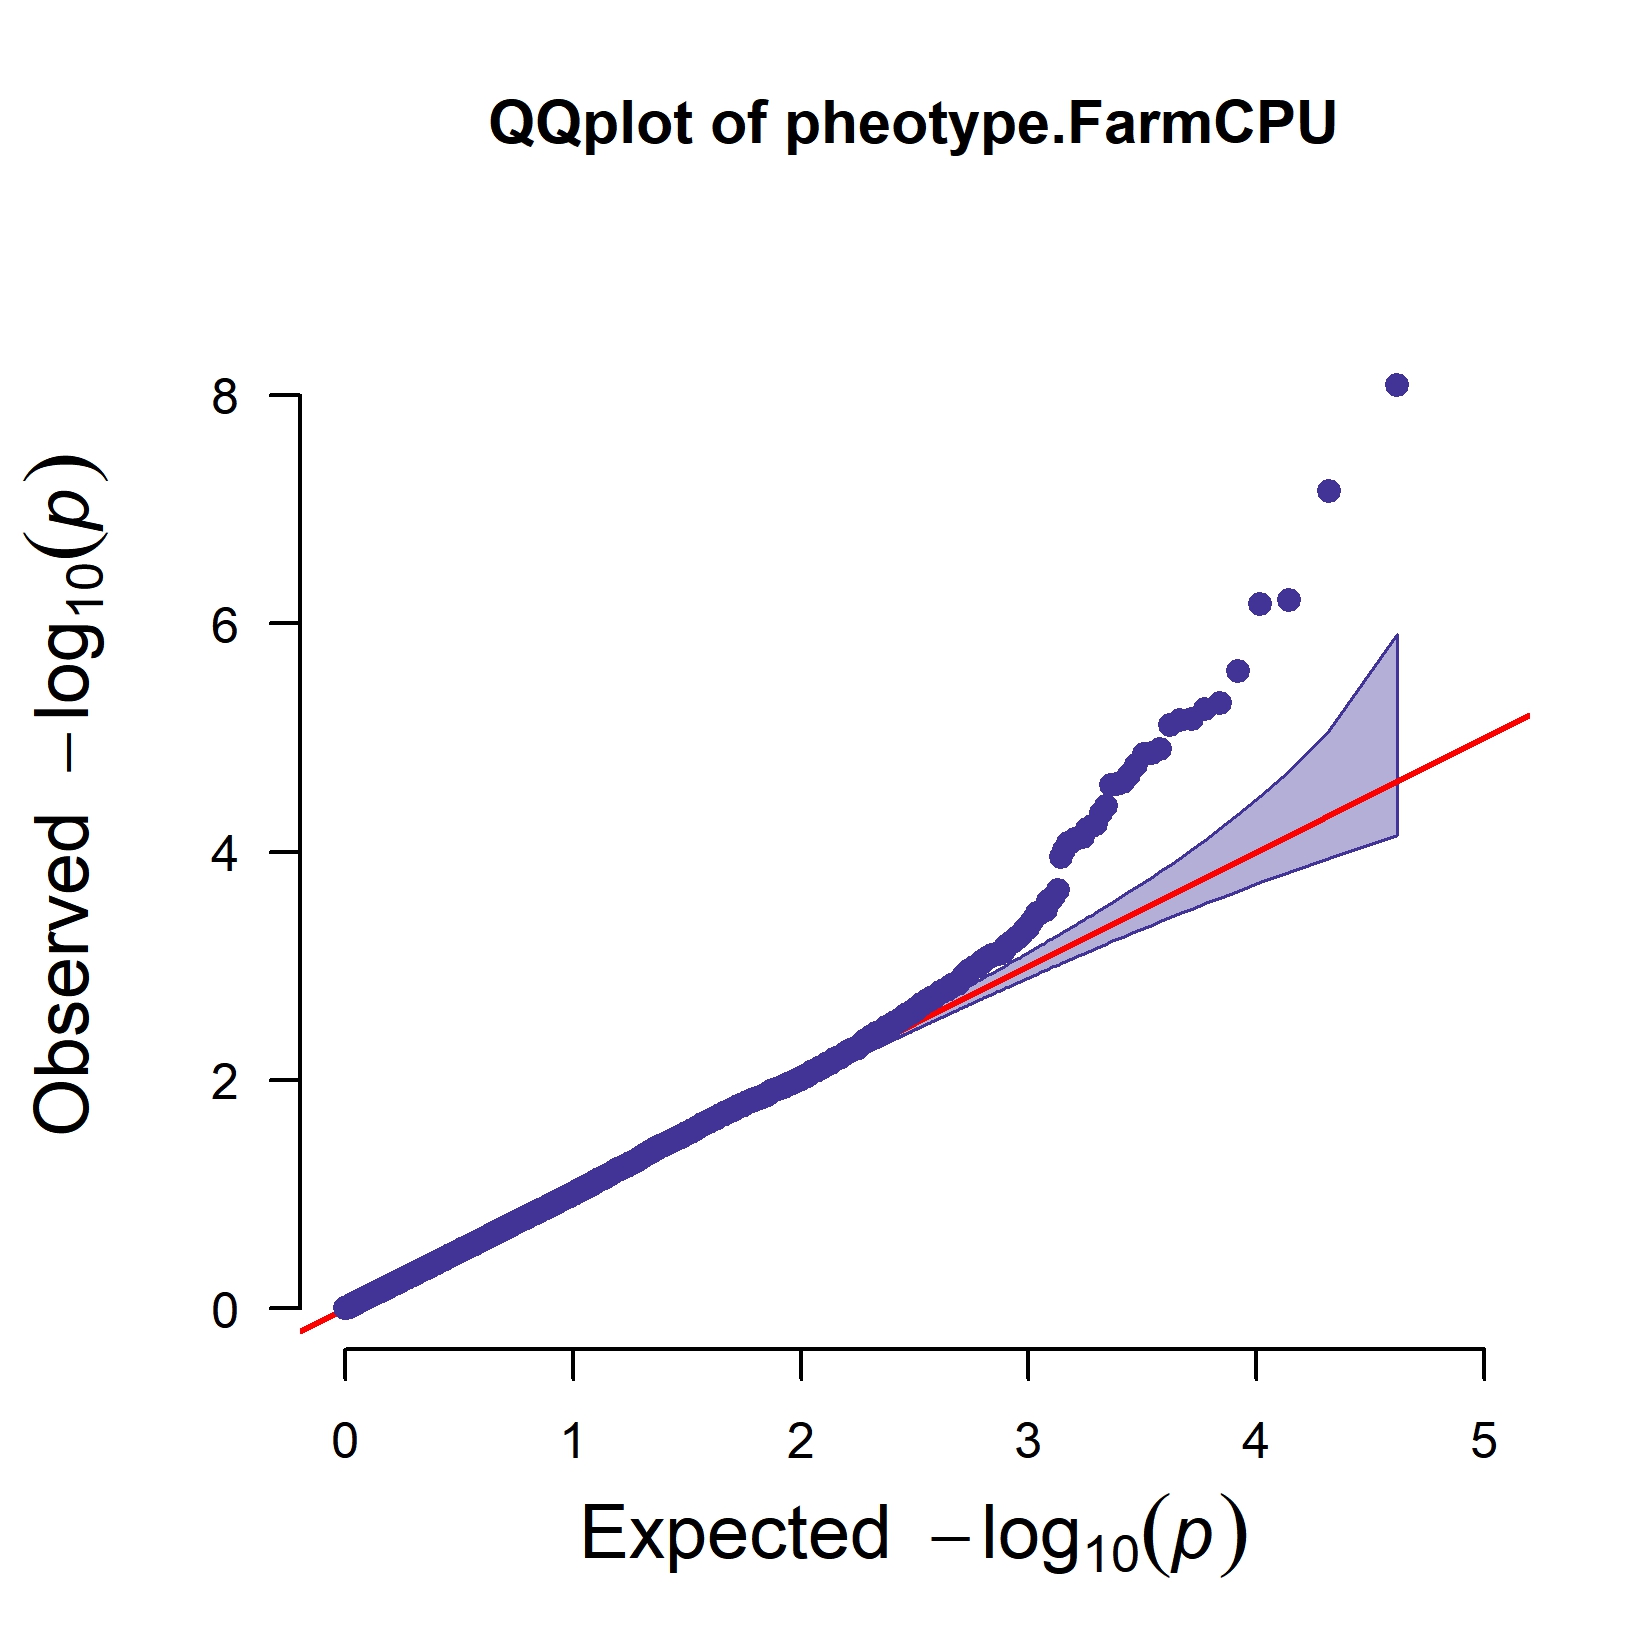 QQplot of pheotype.FarmCPU
8
6
4
2
0
Observed −log₁₀(p)
0 1 2 3 4 5
Expected −log₁₀(p)